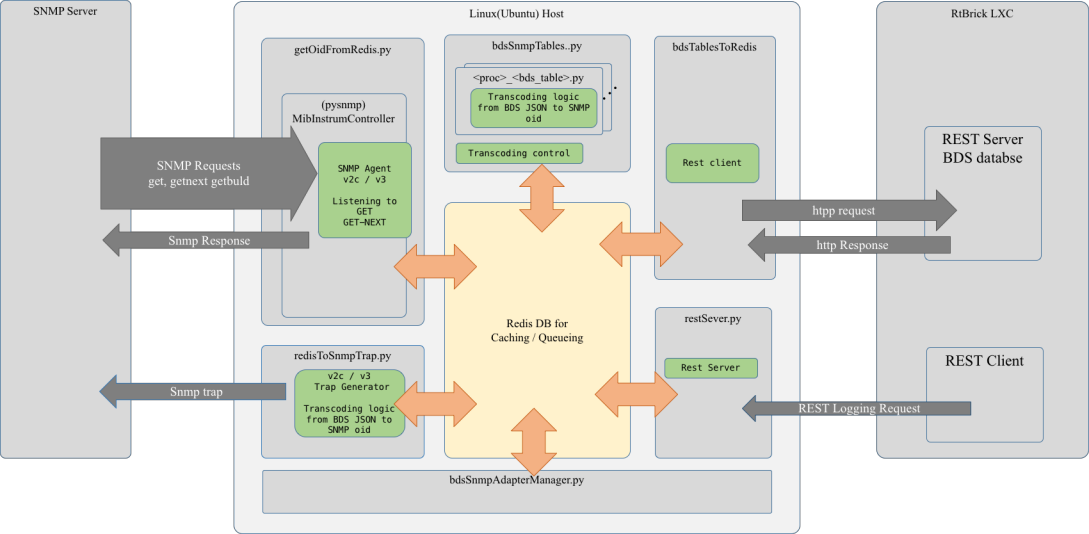 SNMP Server
Linux(Ubuntu) Host
RtBrick LXC
getOidFromRedis.py
(pysnmp)
MibInstrumController
SNMP Requests
get, getnext getbuld
SNMP Agent
v2c / v3
Listening to
GET
GET-NEXT
Snmp Response
bdsSnmpTables..py
<proc>_<bds_table>.py
Transcoding logic
from BDS JSON to SNMP
oid
Transcoding control
bdsTablesToRedis
Rest client
REST Server
BDS databse
htpp request
http Response
Redis DB for
Caching / Queueing
redisToSnmpTrap.py
v2c / v3
Trap Generator
Transcoding logic
from BDS JSON to
SNMP oid
Snmp trap
restSever.py
Rest Server
REST Client
REST Logging Request
bdsSnmpAdapterManager.py